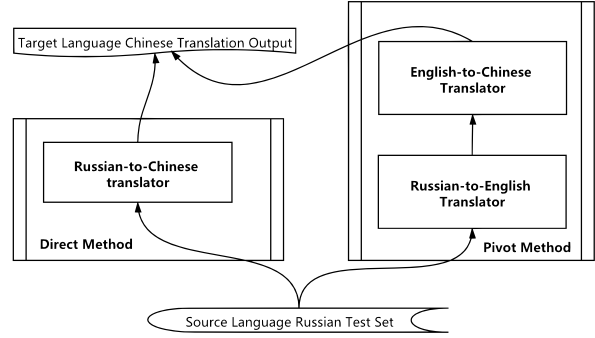 Target Language Chinese Translation Output
English-to-Chinese
Translator
Russian-to-Chinese
translator
Russian-to-English
Translator
Direct Method
Pivot Method
Source Language Russian Test Set